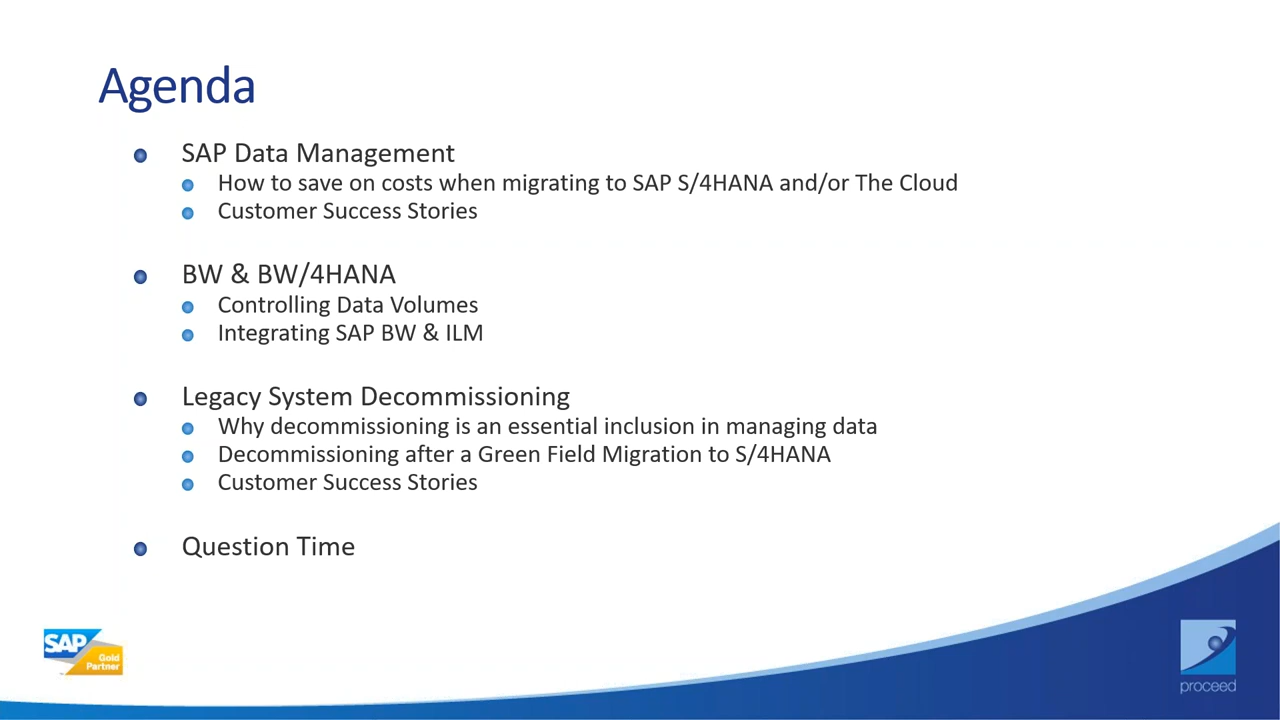 Agenda
SAP Data Management
How to save on costs when migrating to SAP S/4HANA and/or The Cloud
Customer Success Stories
BW & BW/4HANA
Controlling Data Volumes
Integrating SAP BW & ILM
Legacy System Decommissioning
Why decommissioning is an essential inclusion in managing data
Decommissioning after a Green Field Migration to S/4HANA
Customer Success Stories
Question Time
SAP
Gold
Partner
proceed